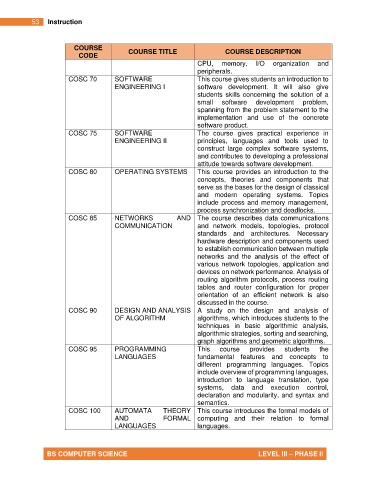 53 Instruction
COURSE CODE COURSE TITLE COURSE DESCRIPTION
CPU, memory, I/O organization and
peripherals.
COSC 70 SOFTWARE This course gives students an introduction to
ENGINEERING I software development. It will also give
students skills concerning the solution of a
small software development problem,
spanning from the problem statement to the
implementation and use of the concrete
software product.
COSC 75 SOFTWARE The course gives practical experience in
ENGINEERING II principles, languages and tools used to
construct large complex software systems,
and contributes to developing a professional
attitude towards software development.
COSC 80 OPERATING SYSTEMS This course provides an introduction to the
concepts, theories and components that
serve as the bases for the design of classical
and modern operating systems. Topics
include process and memory management,
process synchronization and deadlocks.
COSC 85 NETWORKS AND The course describes data communications
COMMUNICATION and network models, topologies, protocol
standards and architectures. Necessary
hardware description and components used
to establish communication between multiple
networks and the analysis of the effect of
various network topologies, application and
devices on network performance. Analysis of
routing algorithm protocols, process routing
tables and router configuration for proper
orientation of an efficient network is also
discussed in the course.
COSC 90 DESIGN AND ANALYSIS A study on the design and analysis of
OF ALGORITHM algorithms, which introduces students to the
techniques in basic algorithmic analysis,
algorithmic strategies, sorting and searching,
graph algorithms and geometric algorithms.
COSC 95 PROGRAMMING This course provides students the
LANGUAGES fundamental features and concepts to
different programming languages. Topics
include overview of programming languages,
introduction to language translation, type
systems, data and execution control,
declaration and modularity, and syntax and
semantics.
COSC 100 AUTOMATA THEORY This course introduces the formal models of
AND FORMAL computing and their relation to formal
LANGUAGES languages.
BS COMPUTER SCIENCE LEVEL III – PHASE II